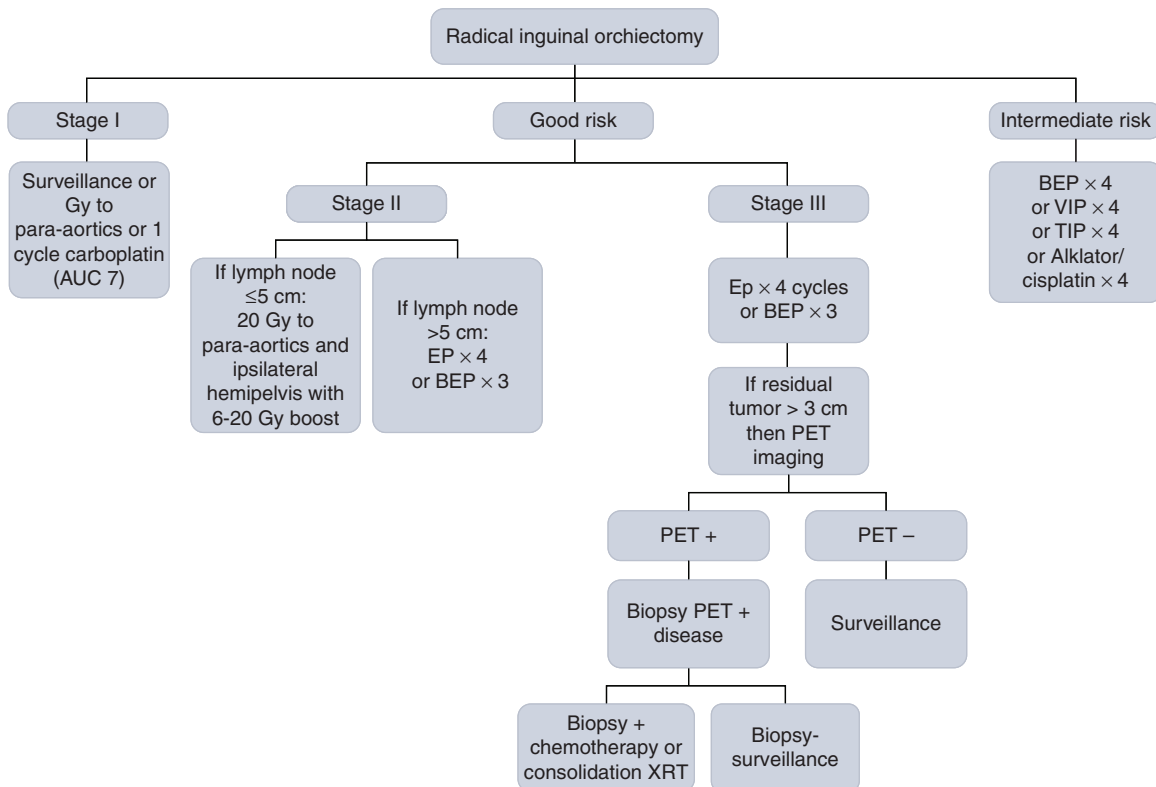 Radical inguinal orchiectomy
Stage I
Good risk
Intermediate risk
Surveillance or
Gy to
para-aortics or 1
cycle carboplatin
(AUC 7)
Stage II
Stage III
BEP × 4
or VIP × 4
or TIP × 4
or Alklator/
cisplatin × 4
If lymph node
≤5 cm:
20 Gy to
para-aortics and
ipsilateral
hemipelvis with
6-20 Gy boost
If lymph node
>5 cm:
EP × 4
or BEP × 3
Ep × 4 cycles
or BEP × 3
If residual
tumor > 3 cm
then PET
imaging
PET +
PET –
Biopsy PET +
disease
Surveillance
Biopsy +
chemotherapy or
consolidation XRT
Biopsy-
surveillance